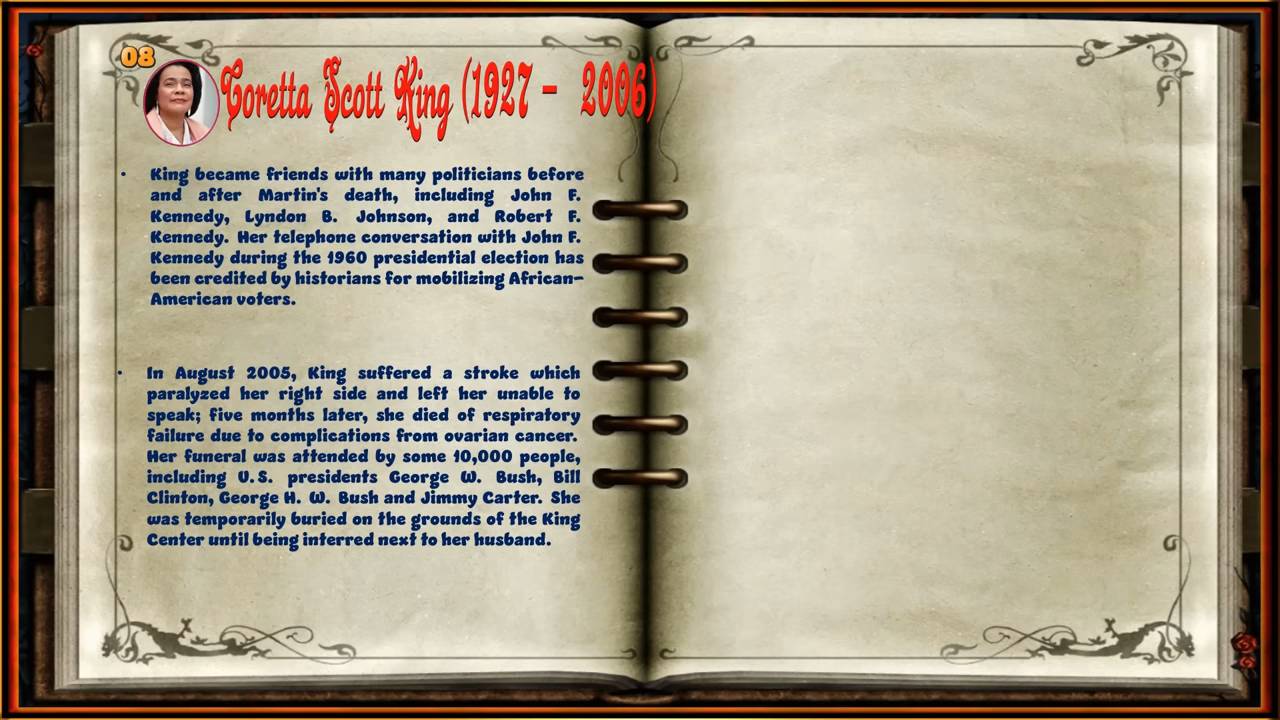 08
Coretta Scott King (1927 - 2006)
• King became friends with many politicians before
and after Martin's death, including John F.
Kennedy, Lyndon B. Johnson, and Robert F.
Kennedy. Her telephone conversation with John F.
Kennedy during the 1960 presidential election has
been credited by historians for mobilizing African-
American voters.
• In August 2005, King suffered a stroke which
paralyzed her right side and left her unable to
speak; five months later, she died of respiratory
failure due to complications from ovarian cancer.
Her funeral was attended by some 10,000 people,
including U.S. presidents George W. Bush, Bill
Clinton, George H. W. Bush and Jimmy Carter. She
was temporarily buried on the grounds of the King
Center until being interred next to her husband.